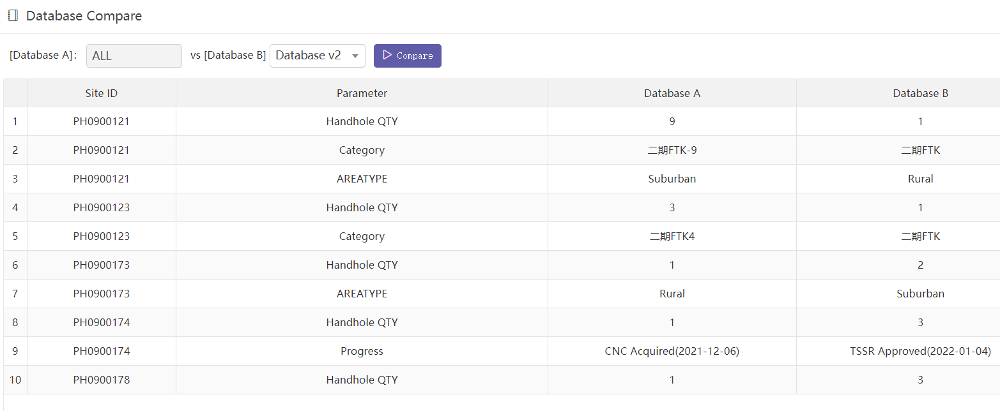 Database Compare
[Database A]: ALL vs [Database B] Database v2 Compare
Site ID Parameter Database A Database B
1 PH0900121 Handhole QTY 9 1
2 PH0900121 Category 二期FTK-9 二期FTK
3 PH0900121 AREATYPE Suburban Rural
4 PH0900123 Handhole QTY 3 1
5 PH0900123 Category 二期FTK4 二期FTK
6 PH0900173 Handhole QTY 1 2
7 PH0900173 AREATYPE Rural Suburban
8 PH0900174 Handhole QTY 1 3
9 PH0900174 Progress CNC Acquired(2021-12-06) TSSR Approved(2022-01-04)
10 PH0900178 Handhole QTY 1 3